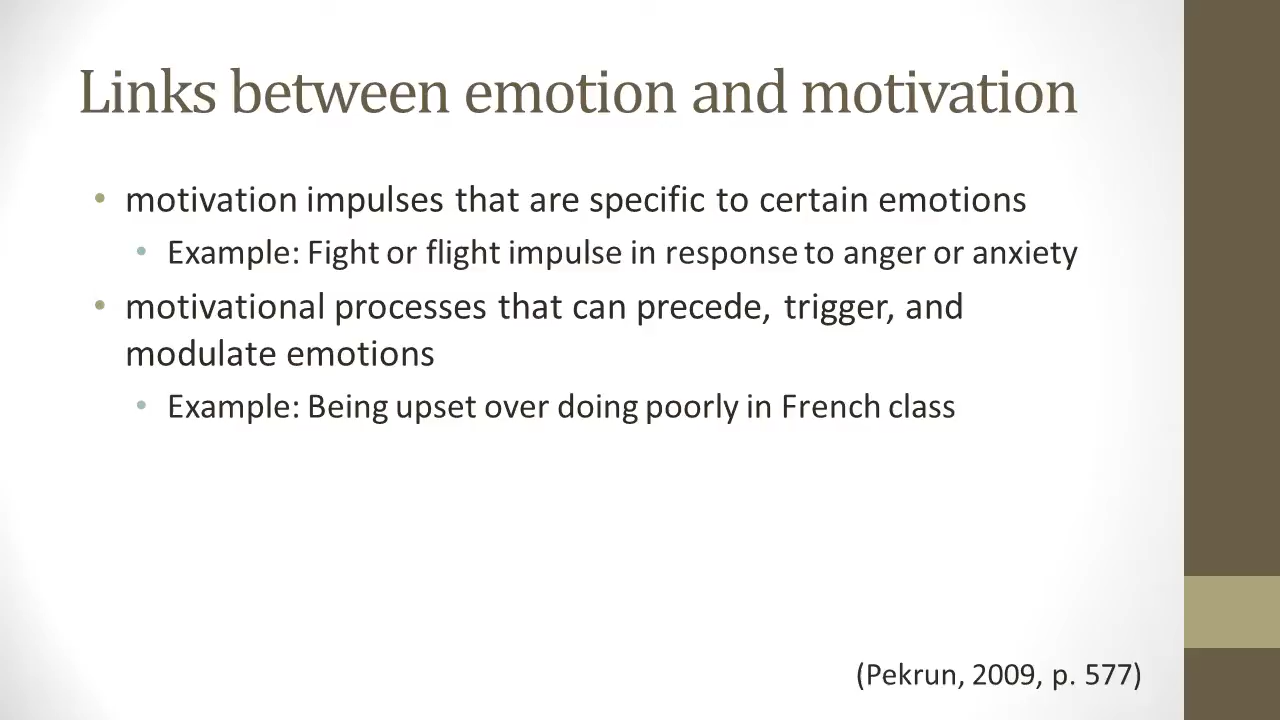 Links between emotion and motivation
• motivation impulses that are specific to certain emotions
• Example: Fight or flight impulse in response to anger or anxiety
• motivational processes that can precede, trigger, and
modulate emotions
• Example: Being upset over doing poorly in French class
(Pekrun, 2009, p. 577)